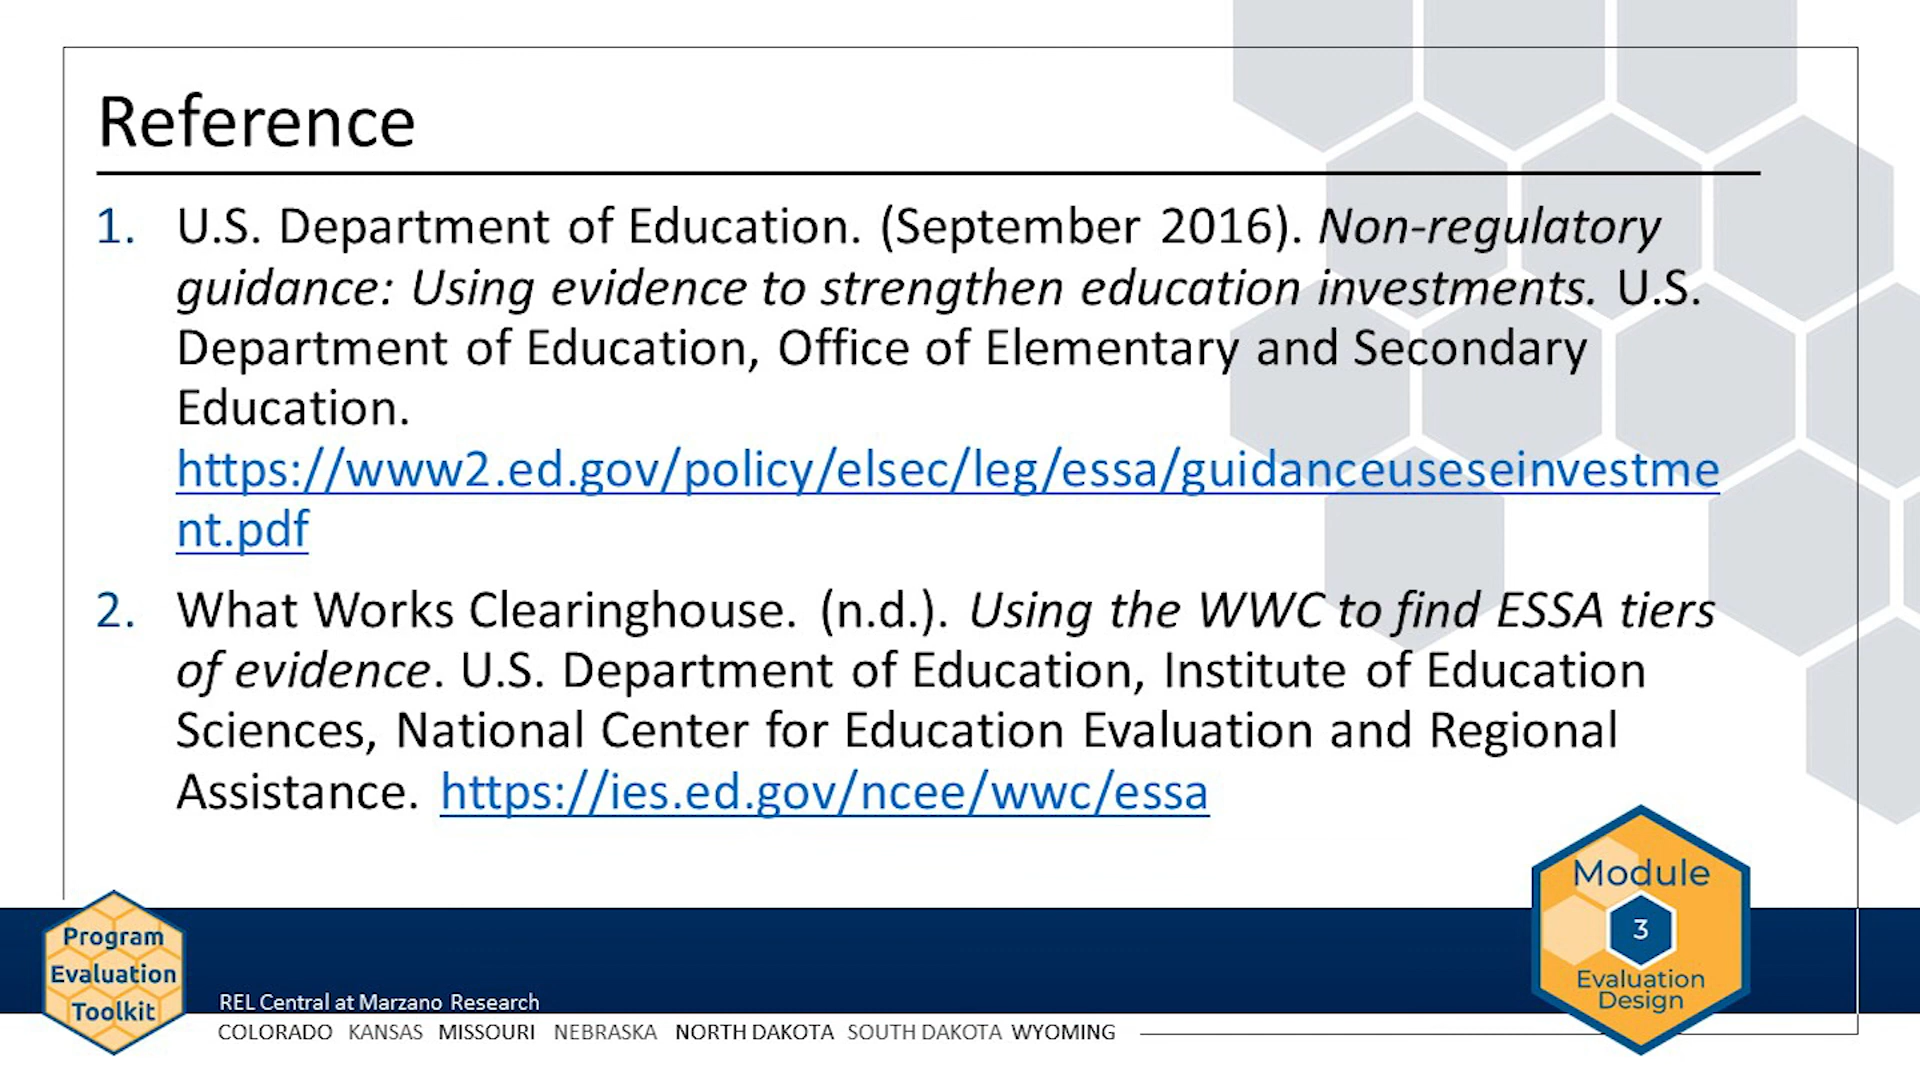 Reference
1. U.S. Department of Education. (September 2016). Non-regulatory
guidance: Using evidence to strengthen education investments. U.S.
Department of Education, Office of Elementary and Secondary
Education.
https://www2.ed.gov/policy/elsec/leg/essa/guidanceuseseinvestme
nt.pdf
2. What Works Clearinghouse. (n.d.). Using the WWC to find ESSA tiers
of evidence. U.S. Department of Education, Institute of Education
Sciences, National Center for Education Evaluation and Regional
Assistance. https://ies.ed.gov/ncee/wwc/essa
Program
Evaluation
Toolkit
REL Central at Marzano Research
COLORADO KANSAS MISSOURI NEBRASKA NORTH DAKOTA SOUTH DAKOTA WYOMING
Module
3
Evaluation
Design